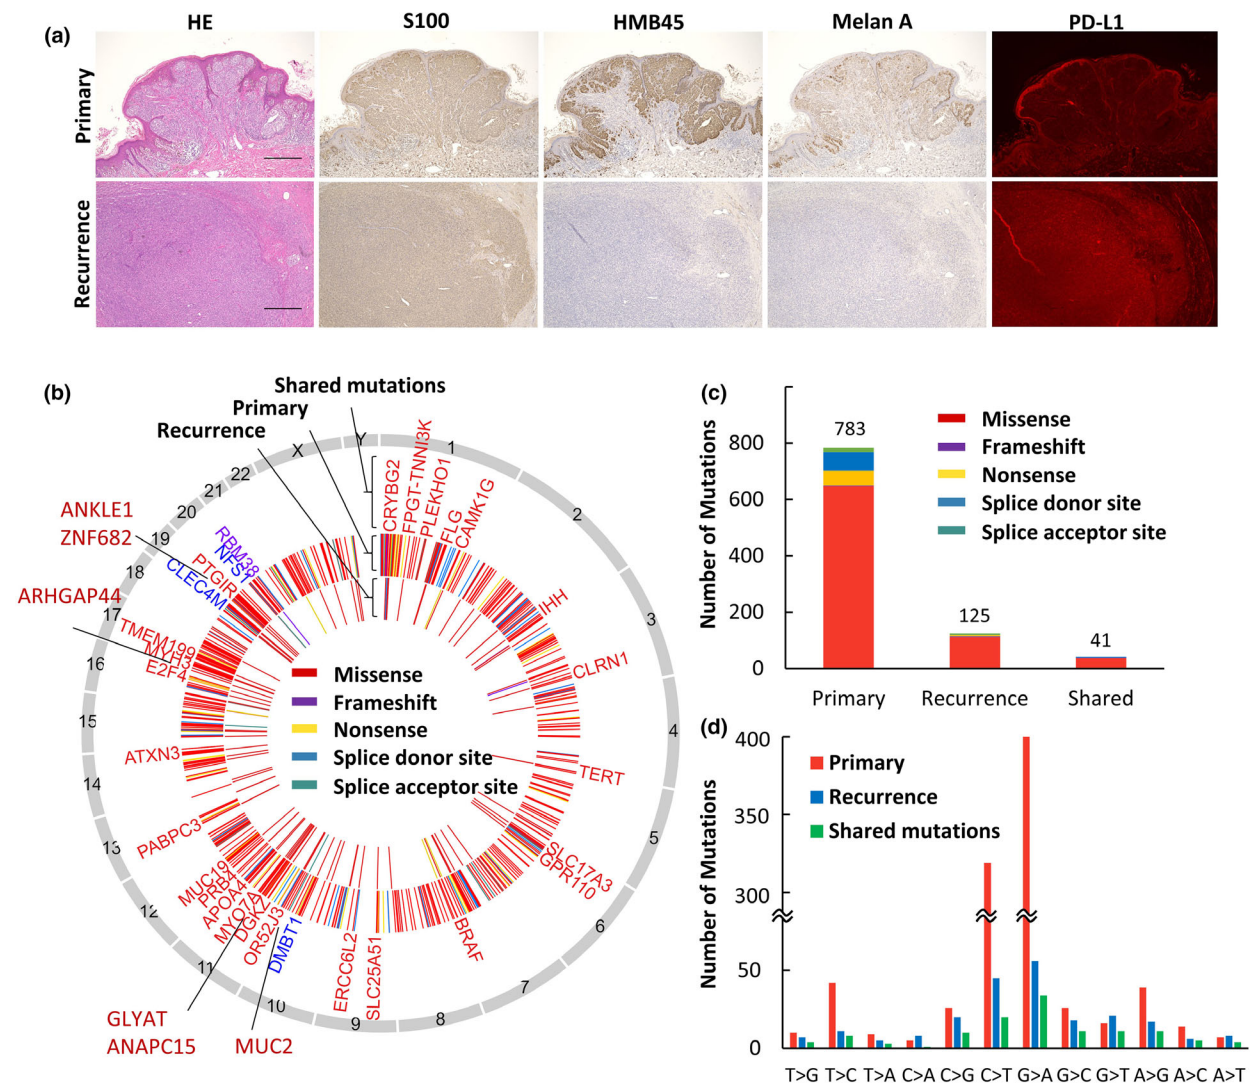 (a)
HE
S100
HMB45
Melan A
PD-L1
Primary
Recurrence
(b)
Shared mutations
Primary
Recurrence
1
2
3
4
5
6
7
8
9
10
11
12
13
14
15
16
17
18
19
20
21
22
X
Y
CRYBG2
FPGT-TNNI3K
PLEKHO1
FLG
CAMK1G
IHH
CLRN1
TERT
SLC17A3
GPR110
BRAF
SLC25A51
ERCC6L2
DMBT1
MUC2
OR52J3
DGKZ
MYO7A
GLYAT
ANAPC15
APOA4
PRB4
MUC19
PABPC3
ATXN3
E2F4
MYH3
TMEM199
ARHGAP44
CLEC4M
PTGIR
ANKLE1
ZNF682
NFS1
RBM38
Missense
Frameshift
Nonsense
Splice donor site
Splice acceptor site
(c)
Number of Mutations
800
600
400
200
0
783
125
41
Primary
Recurrence
Shared
Missense
Frameshift
Nonsense
Splice donor site
Splice acceptor site
(d)
Number of Mutations
400
350
300
50
0
Primary
Recurrence
Shared mutations
T>G T>C T>A C>A C>G C>T G>A G>C G>T A>G A>C A>T